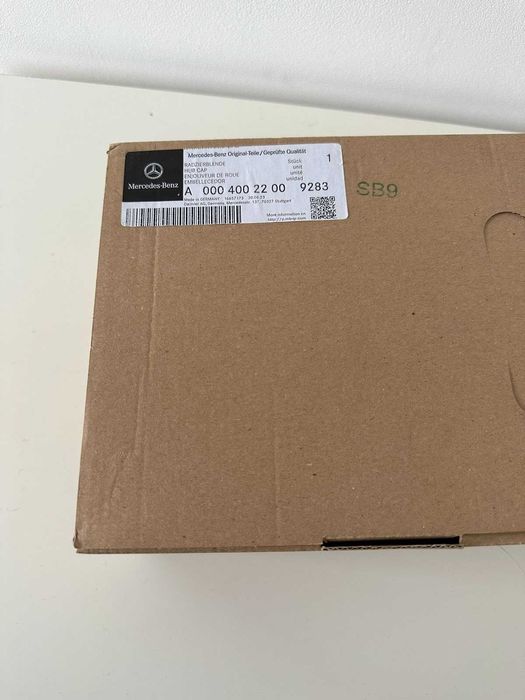 Mercedes-Benz Original-Teile/Geprüfte Qualität
RADZIERBLENDE
HUB CAP
ENJOLIVEUR DE ROUE
EMBELLECEDOR
Stück
unit
unité
unidad
1
Mercedes-Benz
A 000 400 22 00 9283
Made in GERMANY
Daimler AG, Germany, Mercedesstr. 137, 70327 Stuttgart
More information on:
SB9